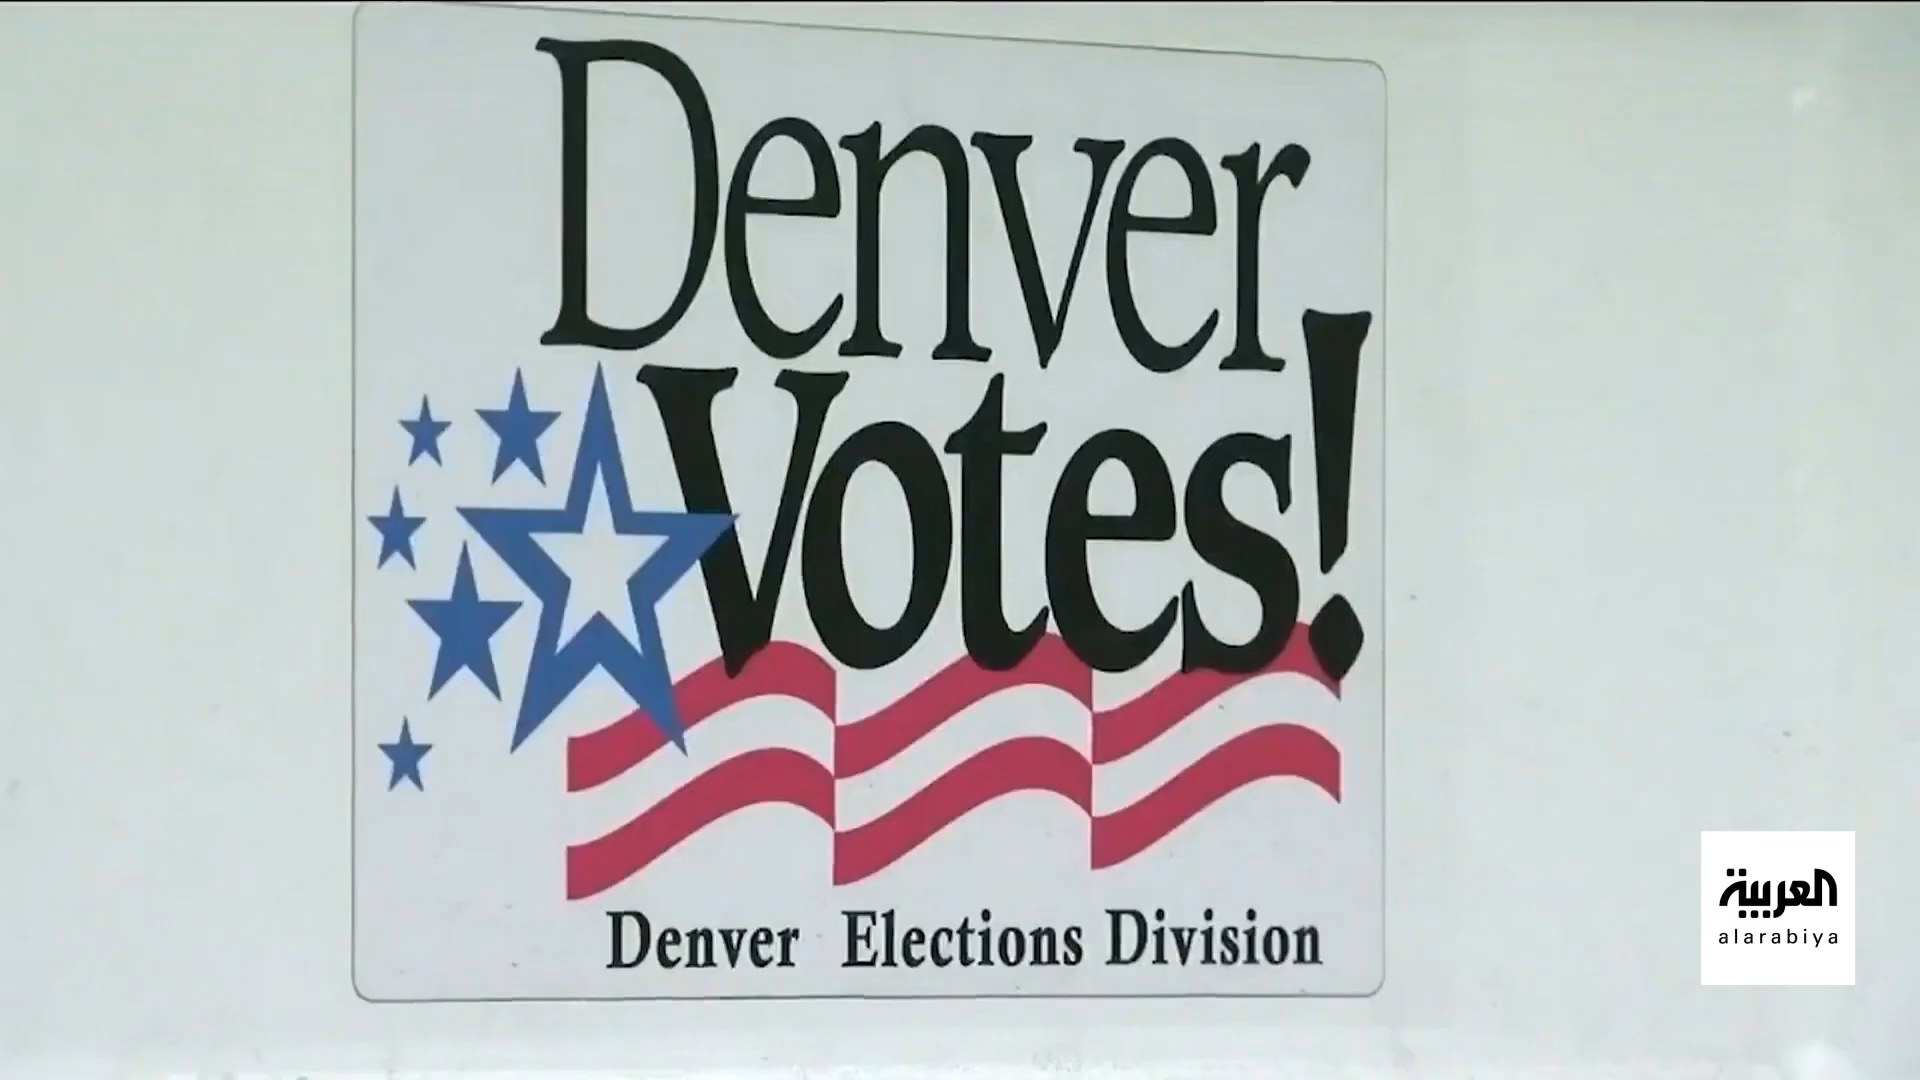 Denver
Votes!
Denver Elections Division
العربية
alarabiya